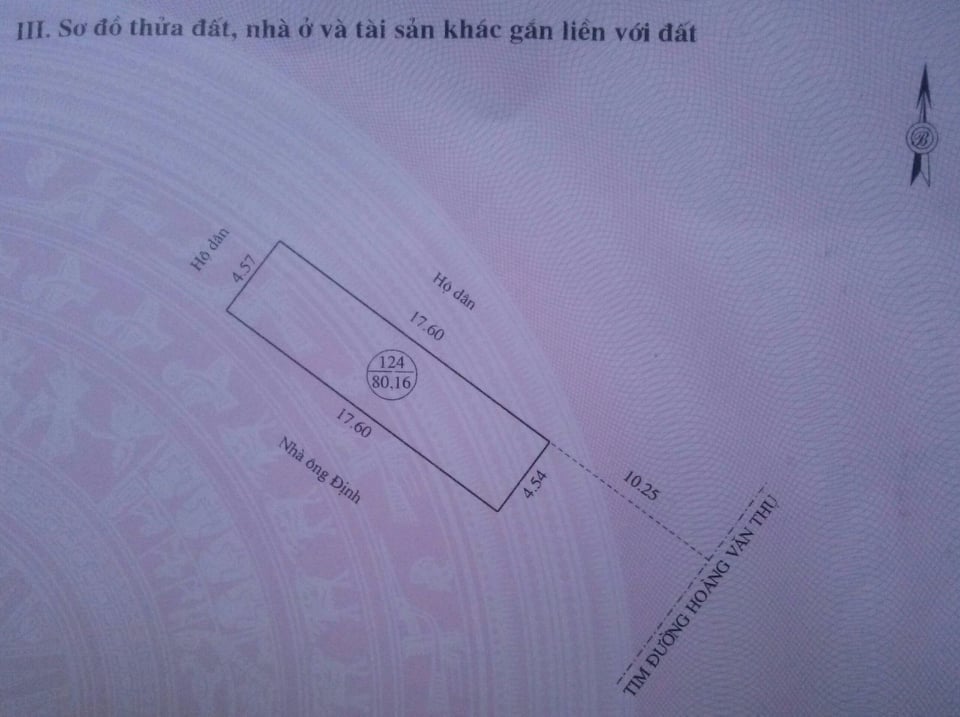 III. Sơ đồ thửa đất, nhà ở và tài sản khác gắn liền với đất
B
Hộ dân
4.57
Hộ dân
17.60
124
80,16
17.60
Nhà ông Định
4.54
10.25
TIM ĐƯỜNG HOÀNG VĂN THỤ